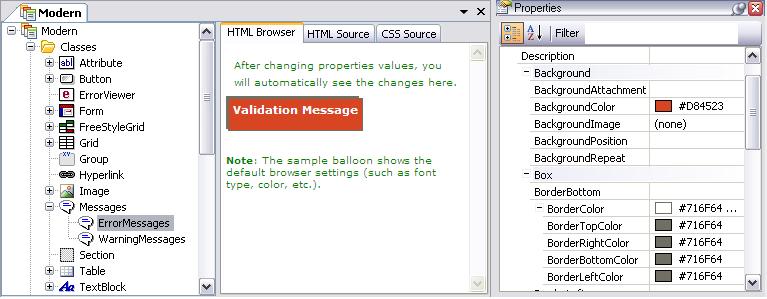 Modern
Modern
Classes
Attribute
Button
ErrorViewer
Form
FreeStyleGrid
Grid
Group
Hyperlink
Image
Messages
ErrorMessages
WarningMessages
Section
Table
TextBlock
HTML Browser
HTML Source
CSS Source
After changing properties values, you
will automatically see the changes here.
Validation Message
Note: The sample balloon shows the
default browser settings (such as font
type, color, etc.).
Properties
Filter
Description
Background
BackgroundAttachment
BackgroundColor #D84523
BackgroundImage (none)
BackgroundPosition
BackgroundRepeat
Box
BorderBottom
BorderColor #716F64 ...
BorderTopColor #716F64
BorderRightColor #716F64
BorderBottomColor #716F64
BorderLeftColor #716F64